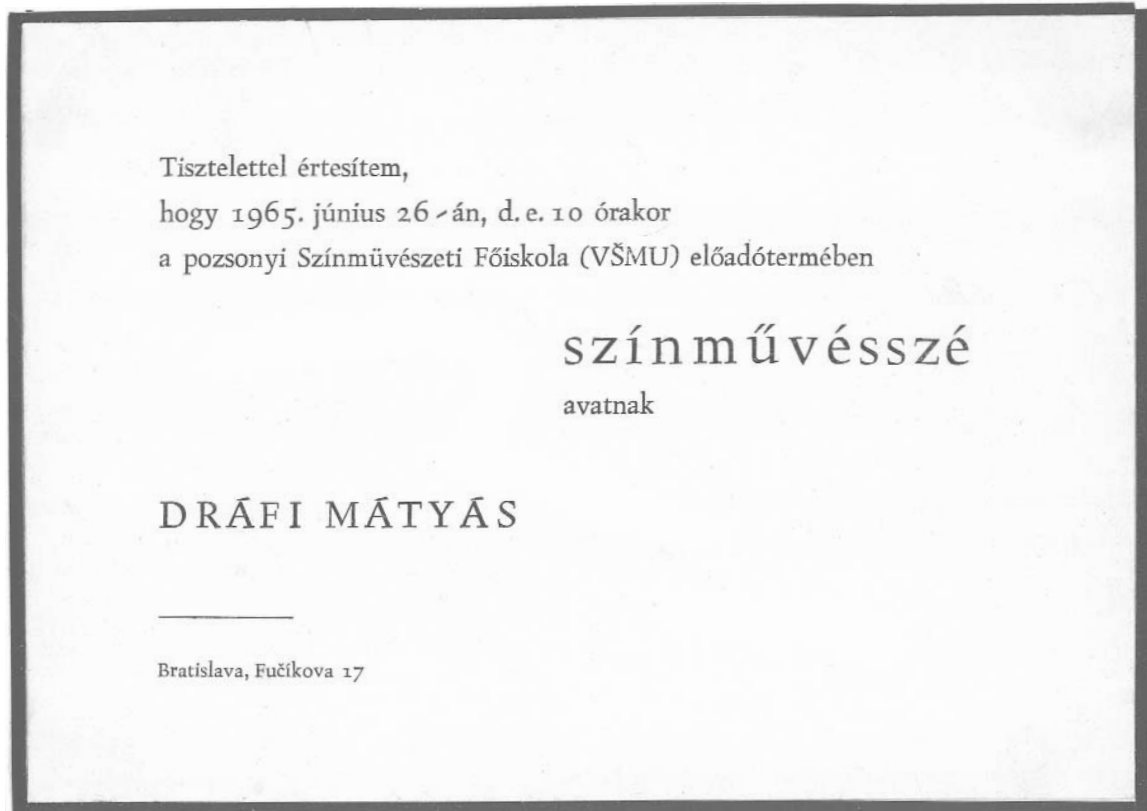 Tisztelettel értesítem,
hogy 1965. június 26-án, d. e. 10 órakor
a pozsonyi Színművészeti Főiskola (VŠMU) előadótermében
színművésszé
avatnak
DRÁFI MÁTYÁS
Bratislava, Fučíkova 17